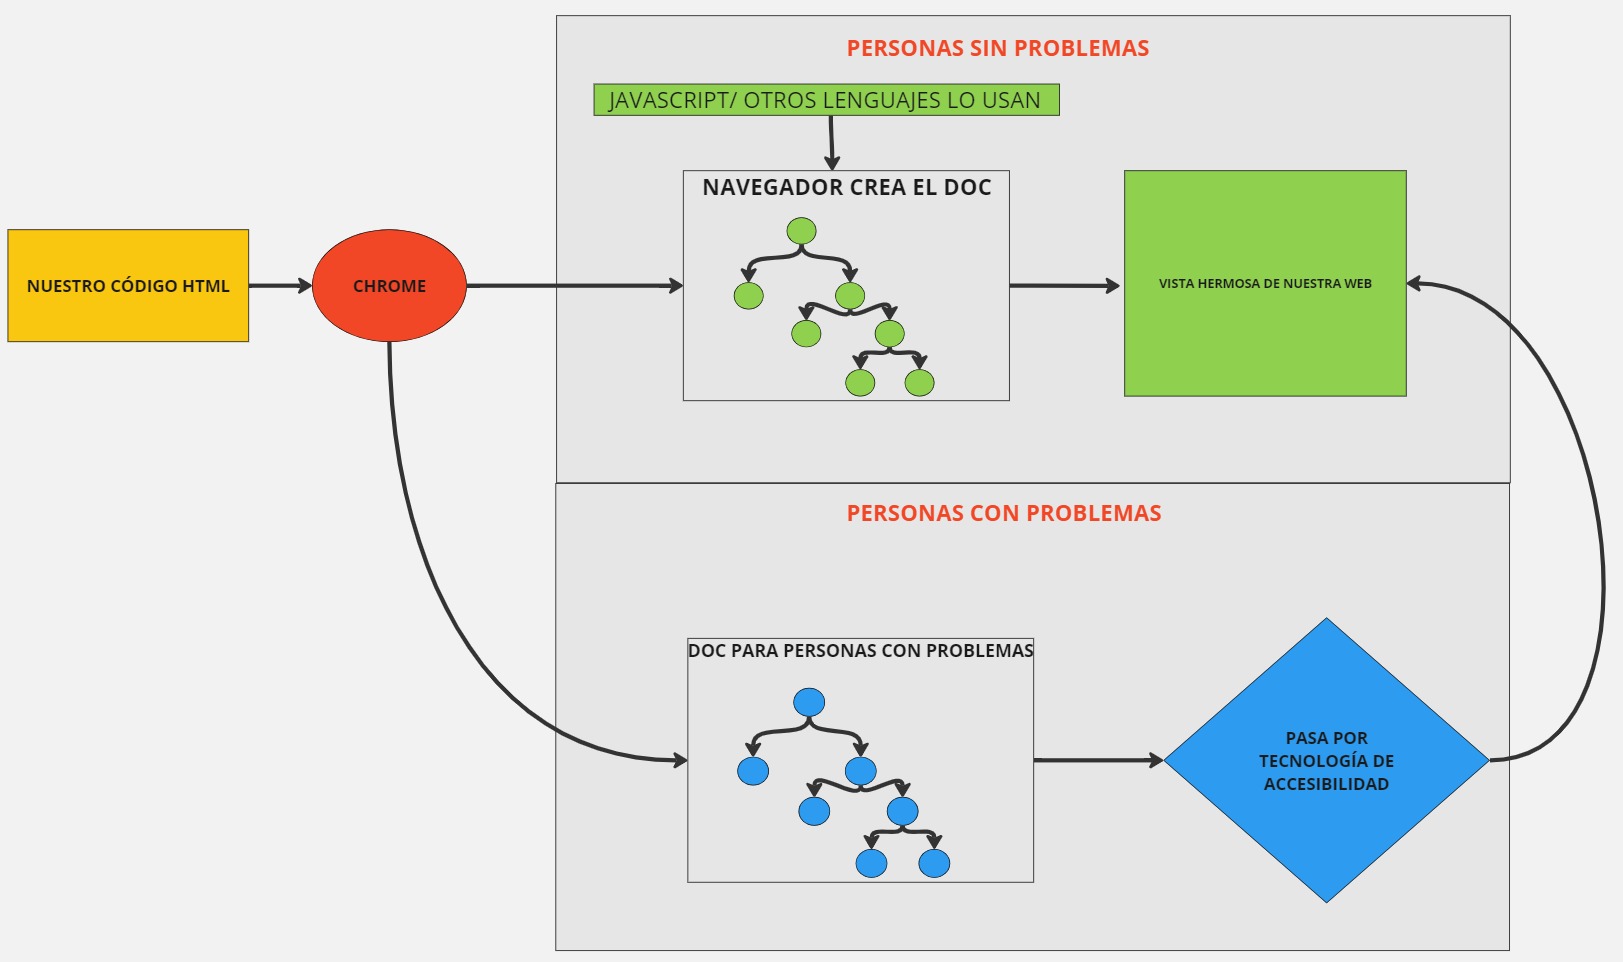 PERSONAS SIN PROBLEMAS
JAVASCRIPT/ OTROS LENGUAJES LO USAN
NAVEGADOR CREA EL DOC
NUESTRO CÓDIGO HTML
CHROME
VISTA HERMOSA DE NUESTRA WEB
PERSONAS CON PROBLEMAS
DOC PARA PERSONAS CON PROBLEMAS
PASA POR
TECNOLOGÍA DE
ACCESIBILIDAD